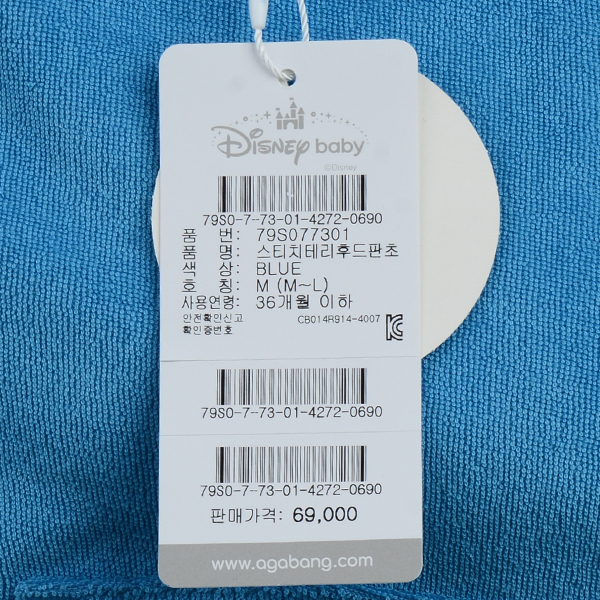 Disney baby
©Disney
79S0-7-73-01-4272-0690
품 번: 79S077301
품 명: 스티치테리후드판초
색 상: BLUE
호 칭: M (M~L)
사용연령: 36개월 이하
안전확인신고
확인증번호 CB014R914-4007
79S0-7-73-01-4272-0690
79S0-7-73-01-4272-0690
판매가격: 69,000
www.agabang.com